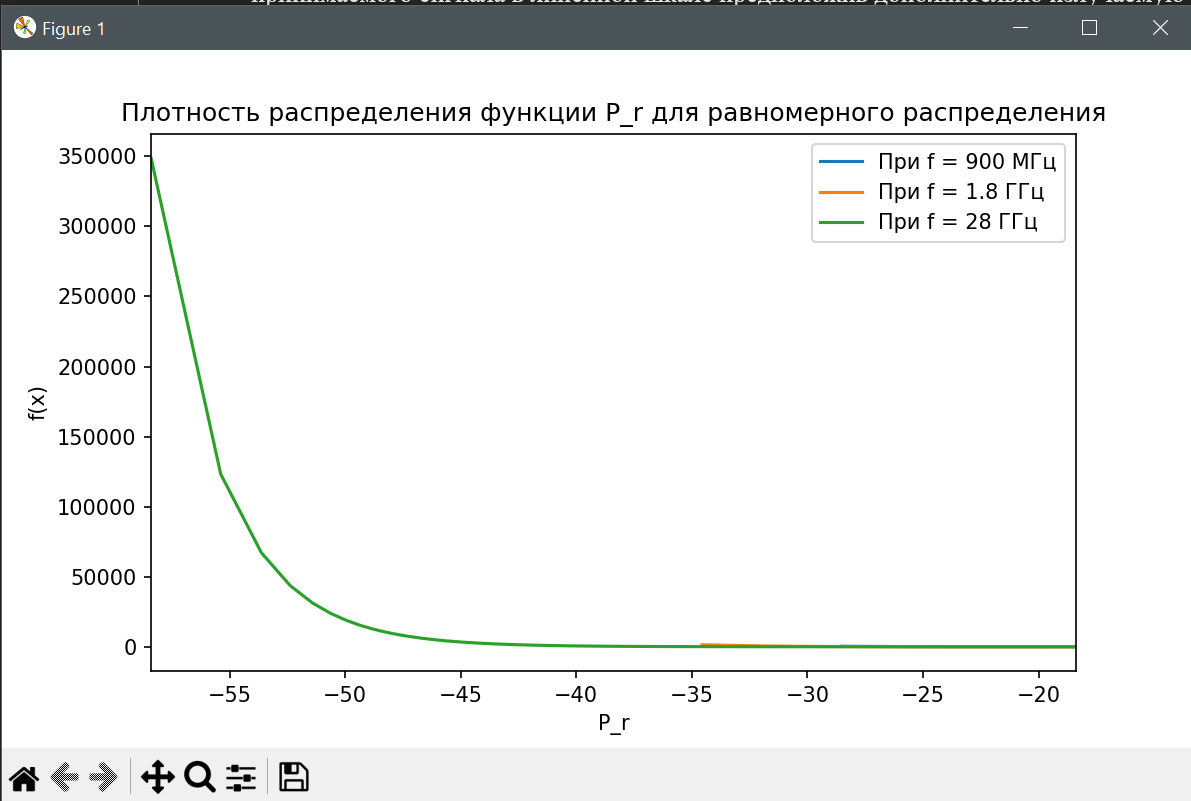 Figure 1
Плотность распределения функции P_r для равномерного распределения
При f = 900 МГц
При f = 1.8 ГГц
При f = 28 ГГц
350000
300000
250000
200000
150000
100000
50000
0
f(x)
−55 −50 −45 −40 −35 −30 −25 −20
P_r